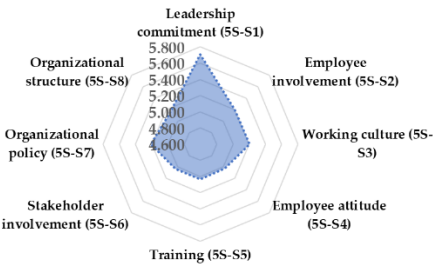 Leadership
commitment (5S-S1)
5.800
5.600
5.400
5.200
5.000
4.800
4.600
Employee
involvement (5S-S2)
Working culture (5S-
S3)
Employee attitude
(5S-S4)
Training (5S-S5)
Stakeholder
involvement (5S-S6)
Organizational
policy (5S-S7)
Organizational
structure (5S-S8)